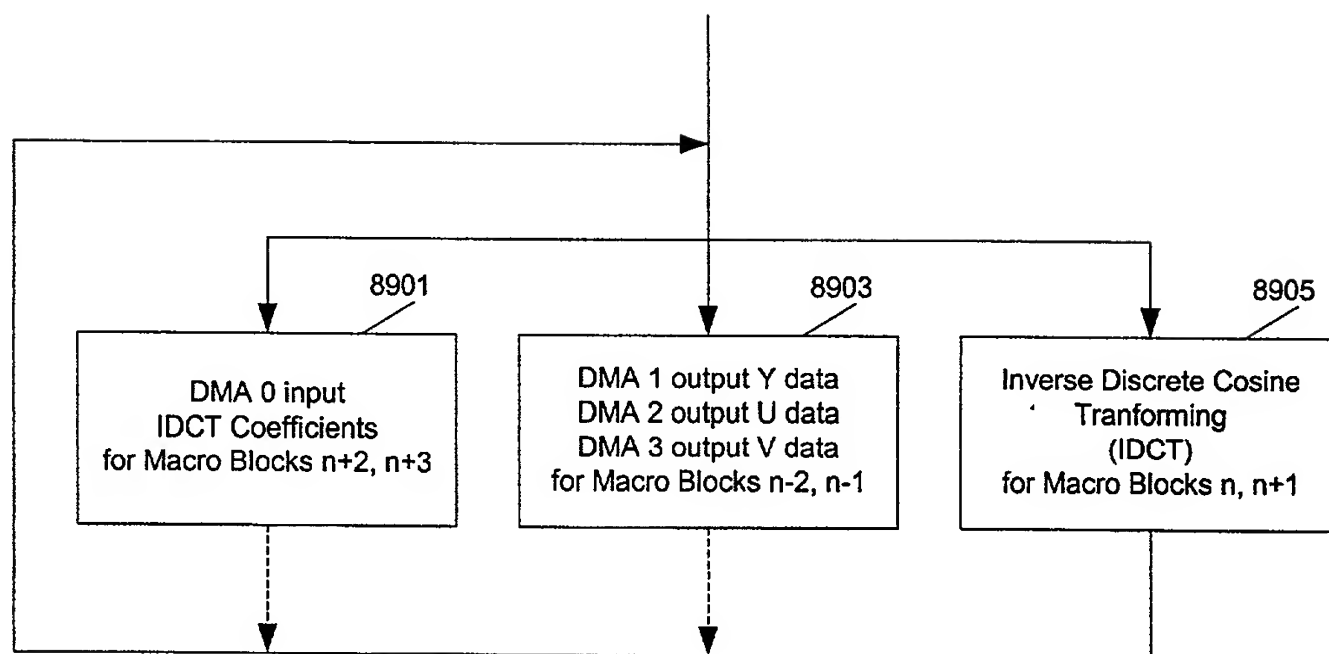 8901
8903
8905
DMA 0 input
IDCT Coefficients
for Macro Blocks n+2, n+3
DMA 1 output Y data
DMA 2 output U data
DMA 3 output V data
for Macro Blocks n-2, n-1
Inverse Discrete Cosine
Tranforming
(IDCT)
for Macro Blocks n, n+1